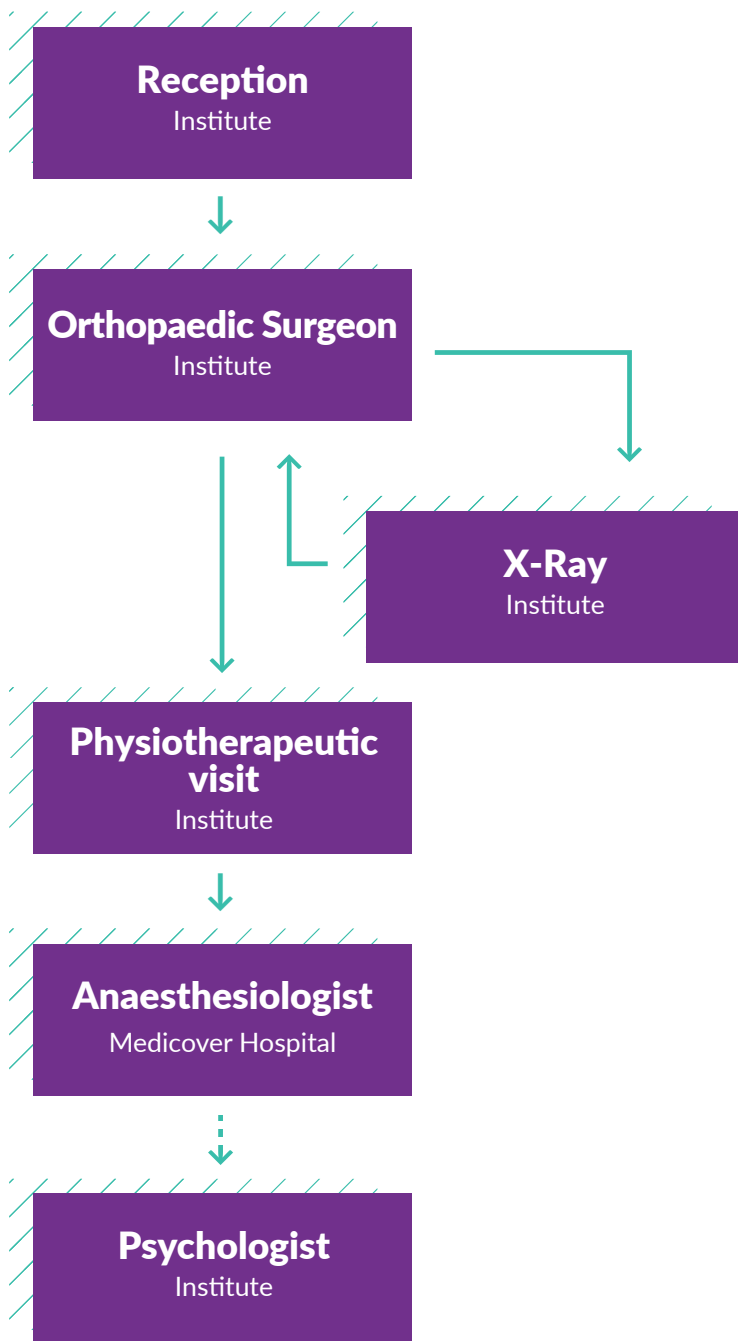 Reception
Institute
Orthopaedic Surgeon
Institute
X-Ray
Institute
Physiotherapeutic
visit
Institute
Anaesthesiologist
Medicover Hospital
Psychologist
Institute